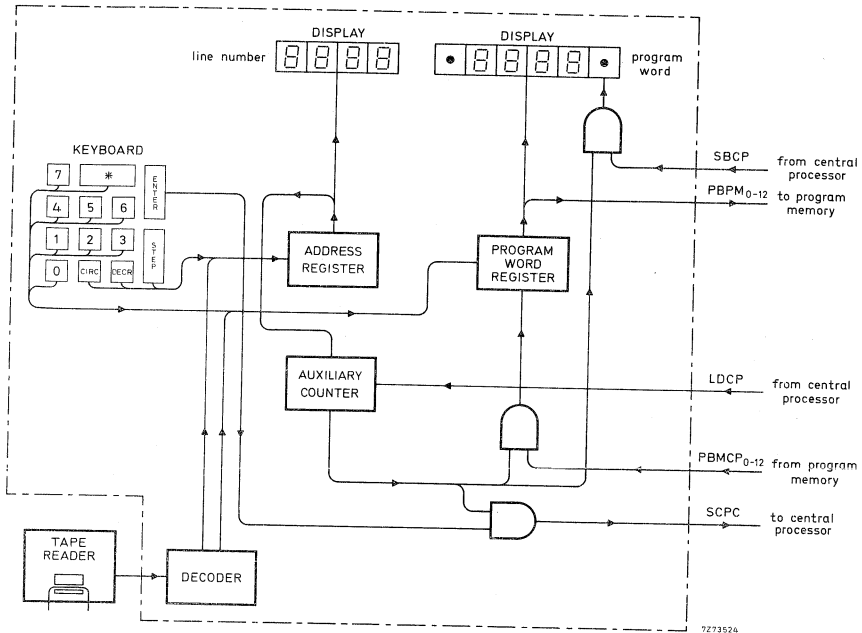 DISPLAY
line number
DISPLAY
program
word
KEYBOARD
7 *
ENTER
4 5 6
1 2 3
STEP
0 CIRC DECR
SBCP
from central
processor
PBPM0-12
to program
memory
ADDRESS
REGISTER
PROGRAM
WORD
REGISTER
AUXILIARY
COUNTER
LDCP
from central
processor
PBMCP0-12
from program
memory
SCPC
to central
processor
TAPE
READER
DECODER
7Z73524